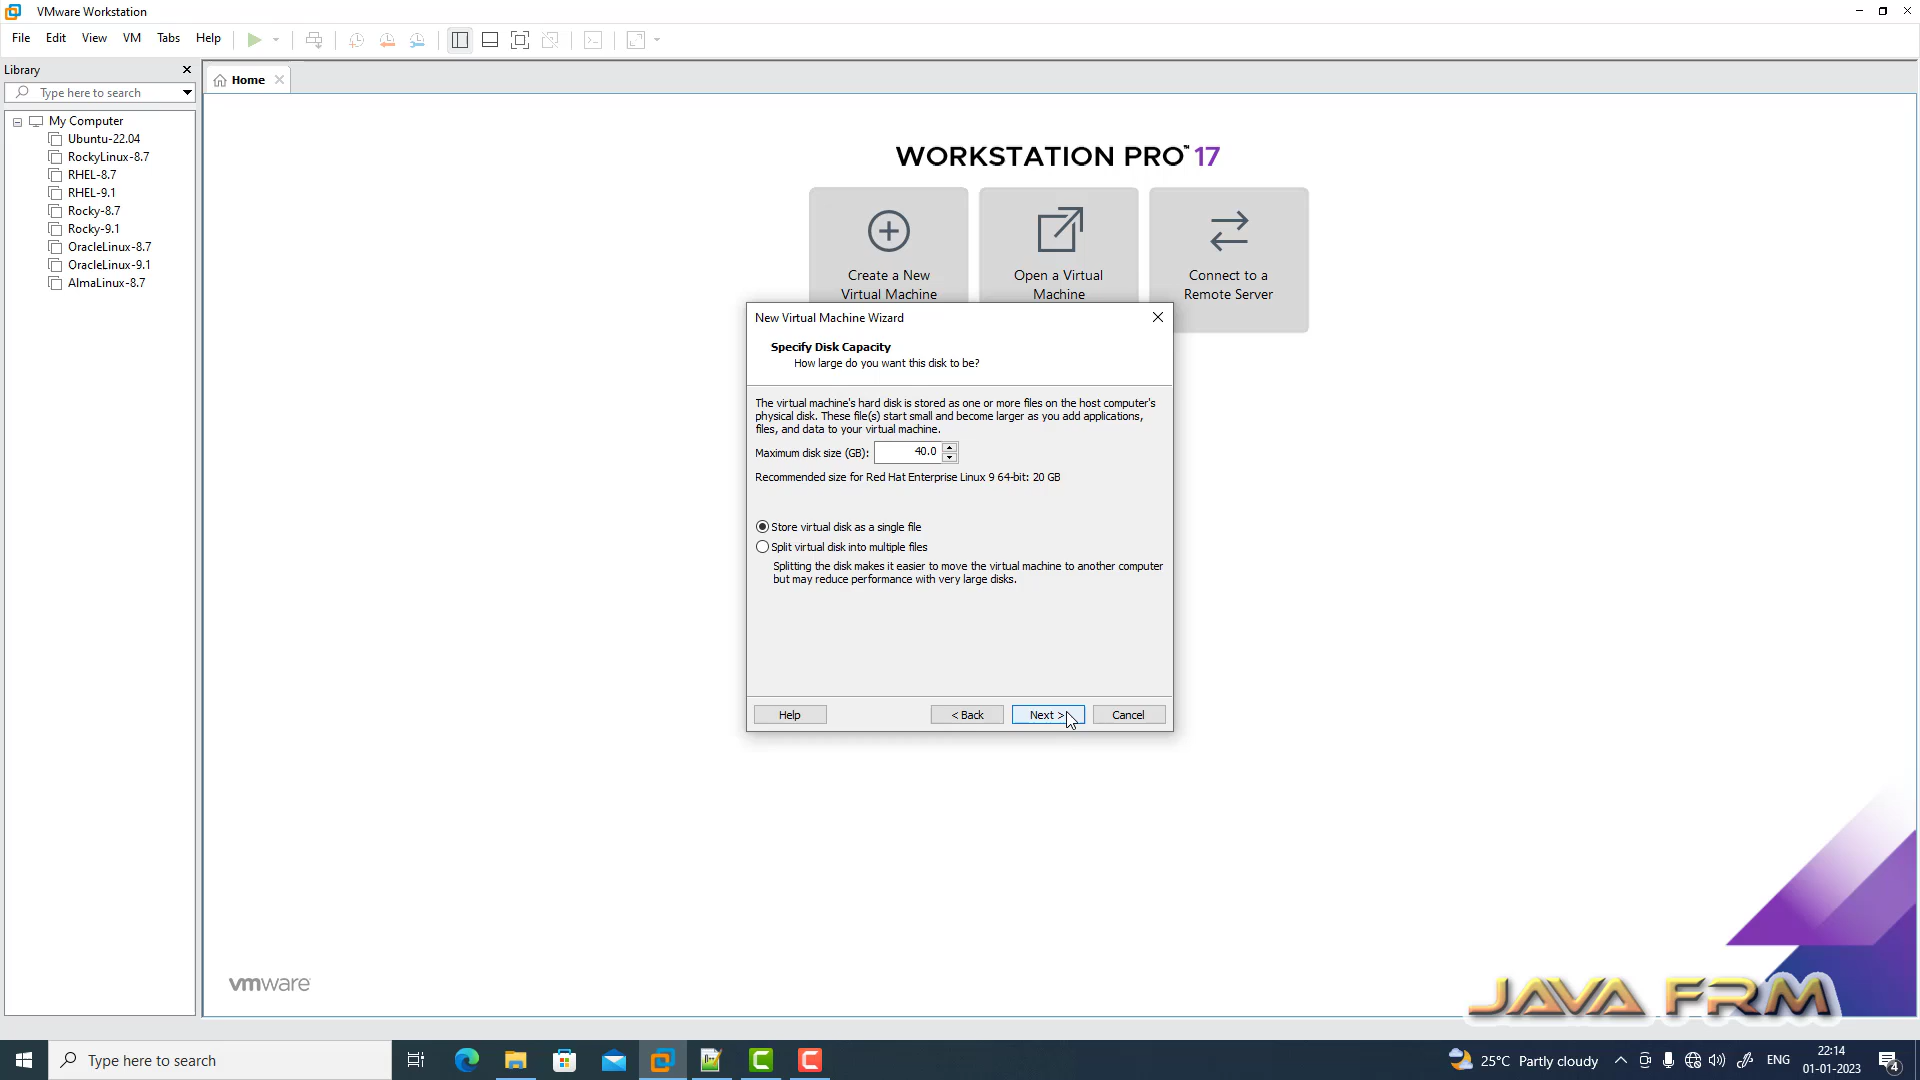 VMware Workstation
File Edit View VM Tabs Help
Library
Type here to search
Home
My Computer
Ubuntu-22.04
RockyLinux-8.7
RHEL-8.7
RHEL-9.1
Rocky-8.7
Rocky-9.1
OracleLinux-8.7
OracleLinux-9.1
AlmaLinux-8.7
WORKSTATION PRO™ 17
Create a New
Virtual Machine
Open a Virtual
Machine
Connect to a
Remote Server
New Virtual Machine Wizard
Specify Disk Capacity
How large do you want this disk to be?
The virtual machine's hard disk is stored as one or more files on the host computer's
physical disk. These file(s) start small and become larger as you add applications,
files, and data to your virtual machine.
Maximum disk size (GB): 40.0
Recommended size for Red Hat Enterprise Linux 9 64-bit: 20 GB
Store virtual disk as a single file
Split virtual disk into multiple files
Splitting the disk makes it easier to move the virtual machine to another computer
but may reduce performance with very large disks.
Help < Back Next > Cancel
vmware
JAVA FRM
Type here to search
25°C Partly cloudy
ENG
22:14
01-01-2023
4